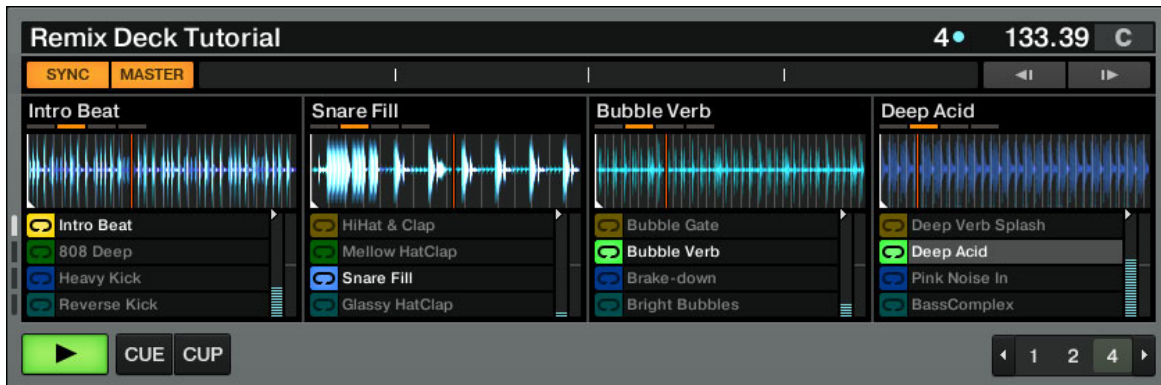 Remix Deck Tutorial 4 133.39 C
SYNC MASTER
Intro Beat Snare Fill Bubble Verb Deep Acid
Intro Beat HiHat & Clap Bubble Gate Deep Verb Splash
808 Deep Mellow HatClap Bubble Verb Deep Acid
Heavy Kick Snare Fill Brake-down Pink Noise In
Reverse Kick Glassy HatClap Bright Bubbles BassComplex
CUE CUP 1 2 4